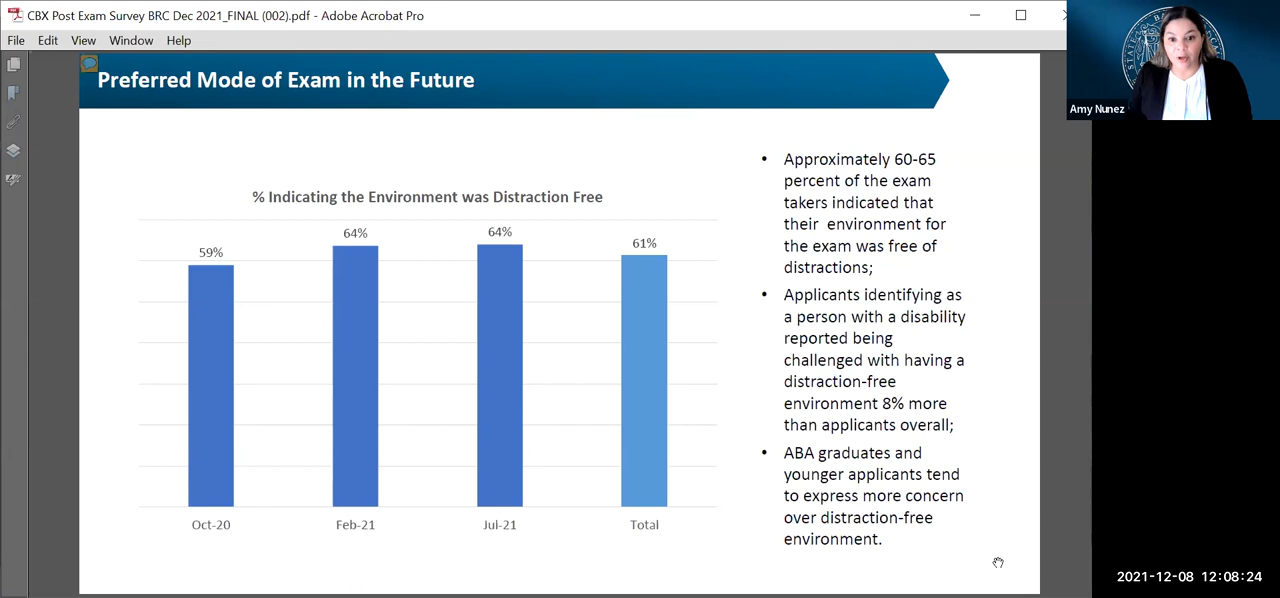 CBX Post Exam Survey BRC Dec 2021_FINAL (002).pdf - Adobe Acrobat Pro
File Edit View Window Help
Preferred Mode of Exam in the Future
% Indicating the Environment was Distraction Free
59%
64%
64%
61%
Oct-20
Feb-21
Jul-21
Total
• Approximately 60-65
percent of the exam
takers indicated that
their environment for
the exam was free of
distractions;
• Applicants identifying as
a person with a disability
reported being
challenged with having a
distraction-free
environment 8% more
than applicants overall;
• ABA graduates and
younger applicants tend
to express more concern
over distraction-free
environment.
Amy Nunez
2021-12-08 12:08:24